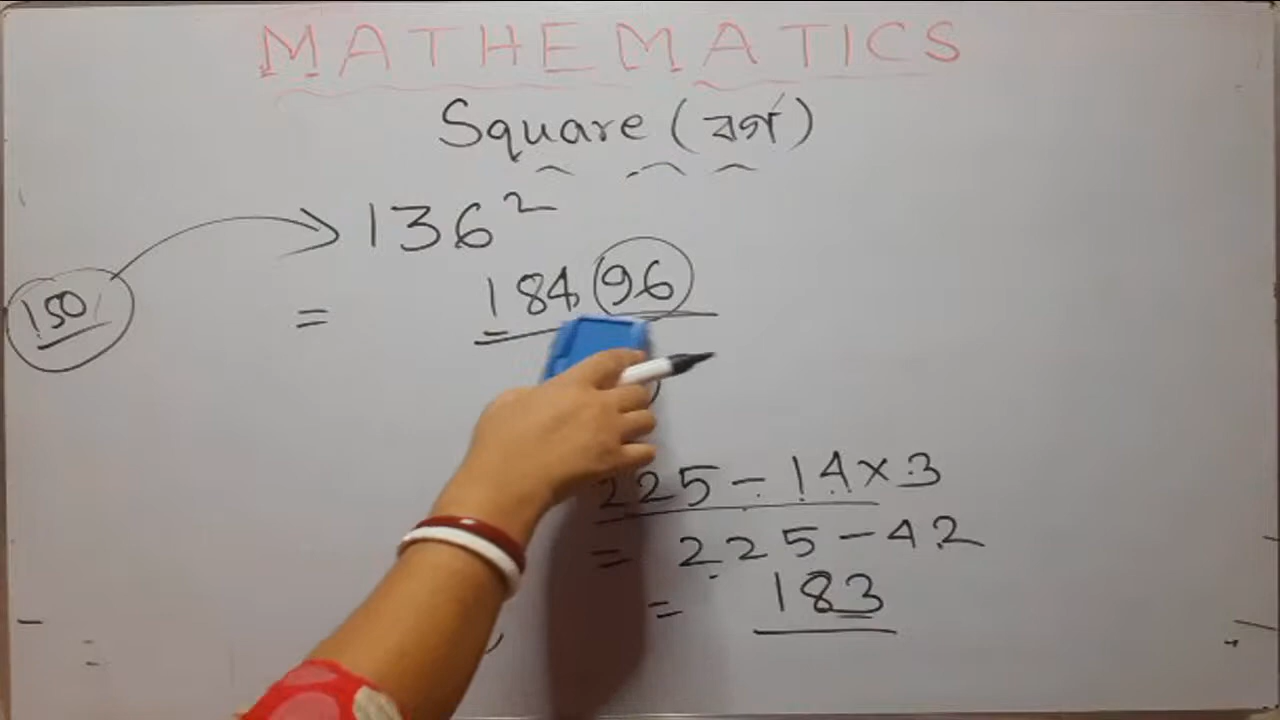 MATHEMATICS
Square (বর্গ)
136²
150
= 18496
225 - 14×3
= 225 - 42
= 183